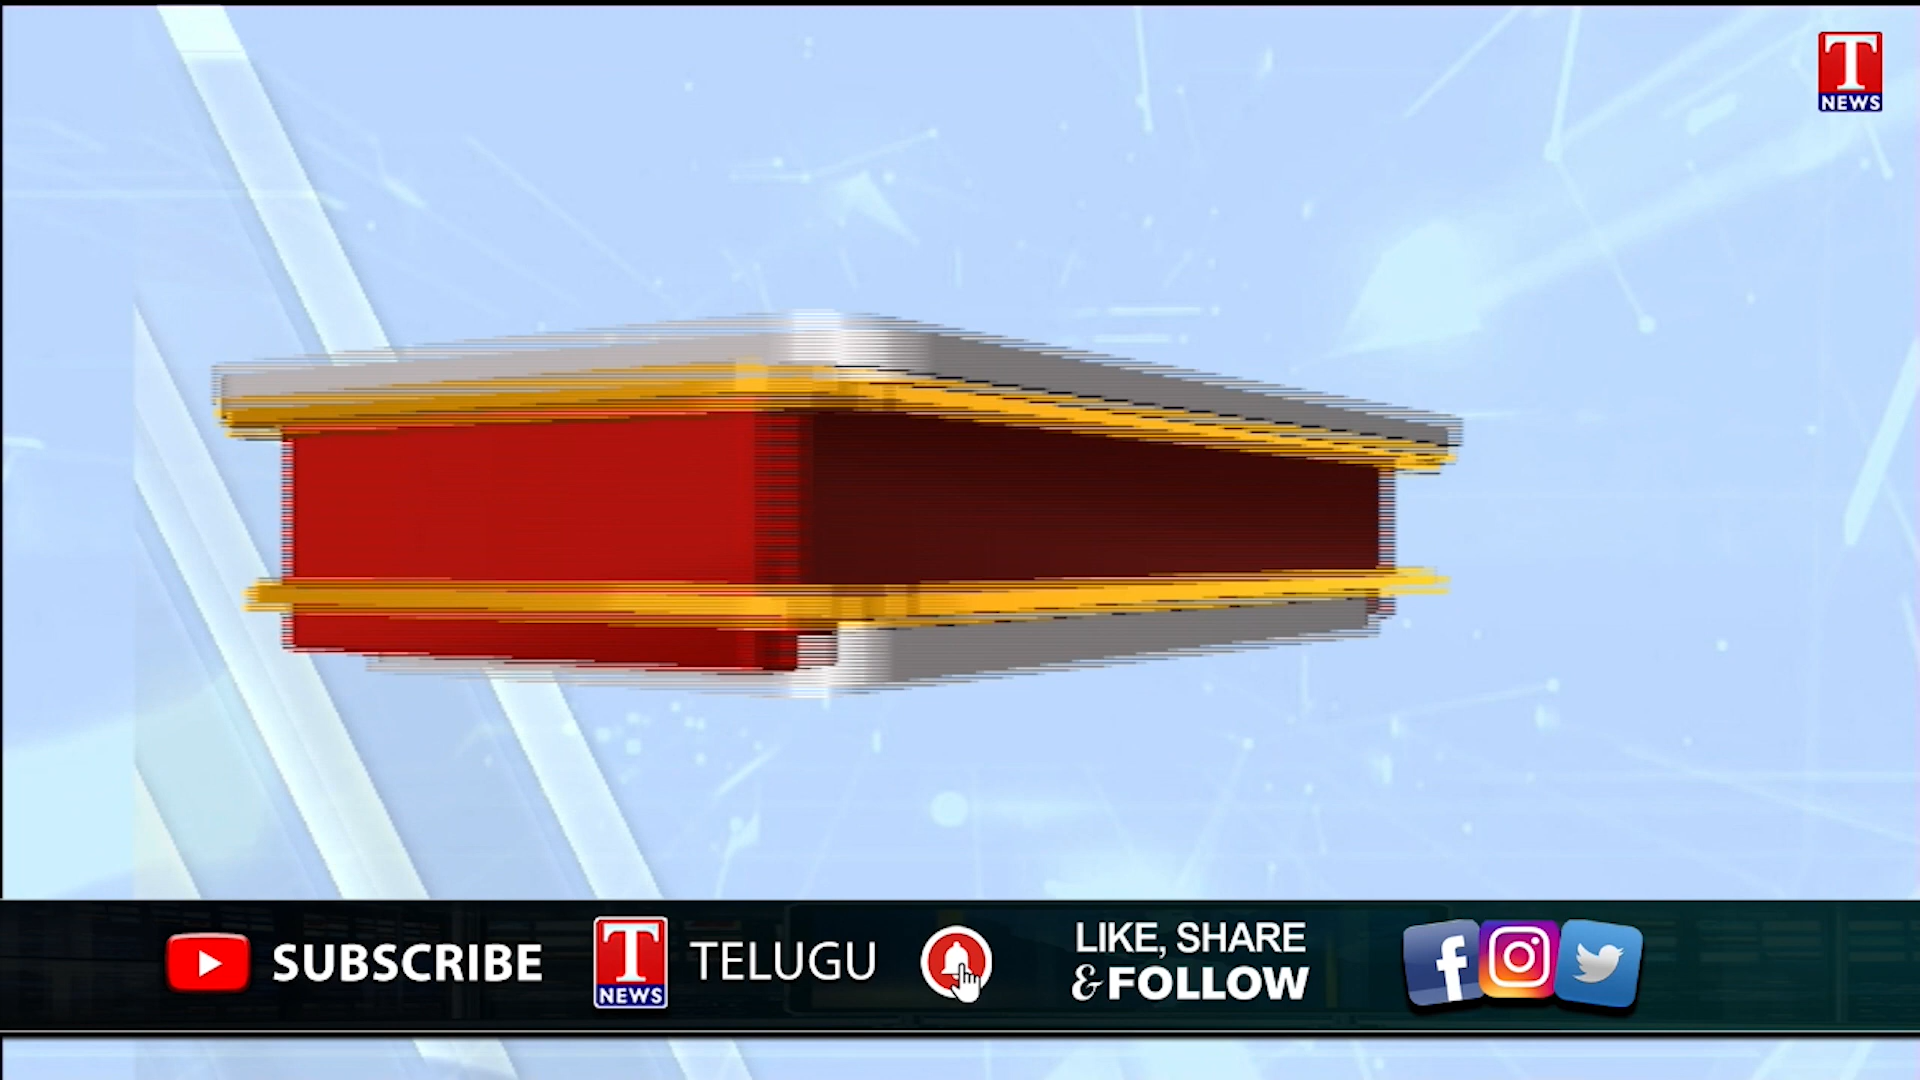 T
NEWS
SUBSCRIBE
T
NEWS
TELUGU
LIKE, SHARE
& FOLLOW
f